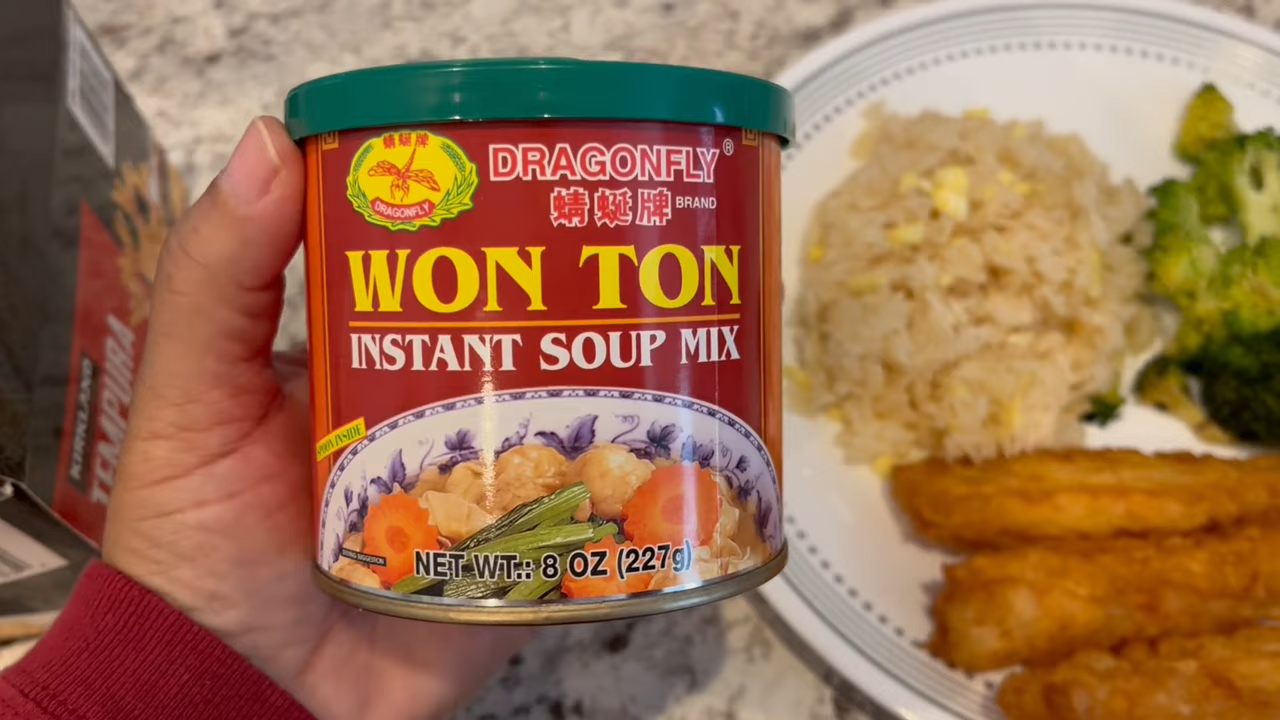 蜻蜓牌
DRAGONFLY
DRAGONFLY®
蜻蜓牌 BRAND
WON TON
INSTANT SOUP MIX
SPOON INSIDE
SERVING SUGGESTION
NET WT.: 8 OZ (227g)
KIRKLAND
TEMPURA